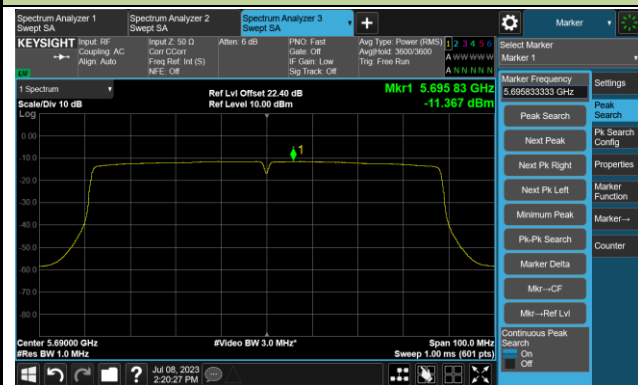 Spectrum Analyzer 1
Swept SA
Spectrum Analyzer 2
Swept SA
Spectrum Analyzer 3
Swept SA
Marker
KEYSIGHT
Input: RF
Coupling: AC
Align: Auto
Input Z: 50 Ω
Corr CCorr
Freq Ref: Int (S)
NFE: Off
Atten: 6 dB
PNO: Fast
Gate: Off
IF Gain: Low
Sig Track: Off
Avg Type: Power (RMS)
Avg|Hold: 3600/3600
Trig: Free Run
1 2 3 4 5 6
A W W W W W
A N N N N N
LXI
Select Marker
Marker 1
1 Spectrum
Scale/Div 10 dB
Log
Ref Lvl Offset 22.40 dB
Ref Level 10.00 dBm
Mkr1 5.695 83 GHz
-11.367 dBm
1
0.00
-10.0
-20.0
-30.0
-40.0
-50.0
-60.0
-70.0
-80.0
Center 5.69000 GHz
#Res BW 1.0 MHz
#Video BW 3.0 MHz*
Span 100.0 MHz
Sweep 1.00 ms (601 pts)
Marker Frequency
5.695833333 GHz
Peak Search
Next Peak
Next Pk Right
Next Pk Left
Minimum Peak
Pk-Pk Search
Marker Delta
Mkr→CF
Mkr→Ref Lvl
Continuous Peak
Search
On
Off
Settings
Peak
Search
Pk Search
Config
Properties
Marker
Function
Marker→
Counter
Jul 08, 2023
2:20:27 PM